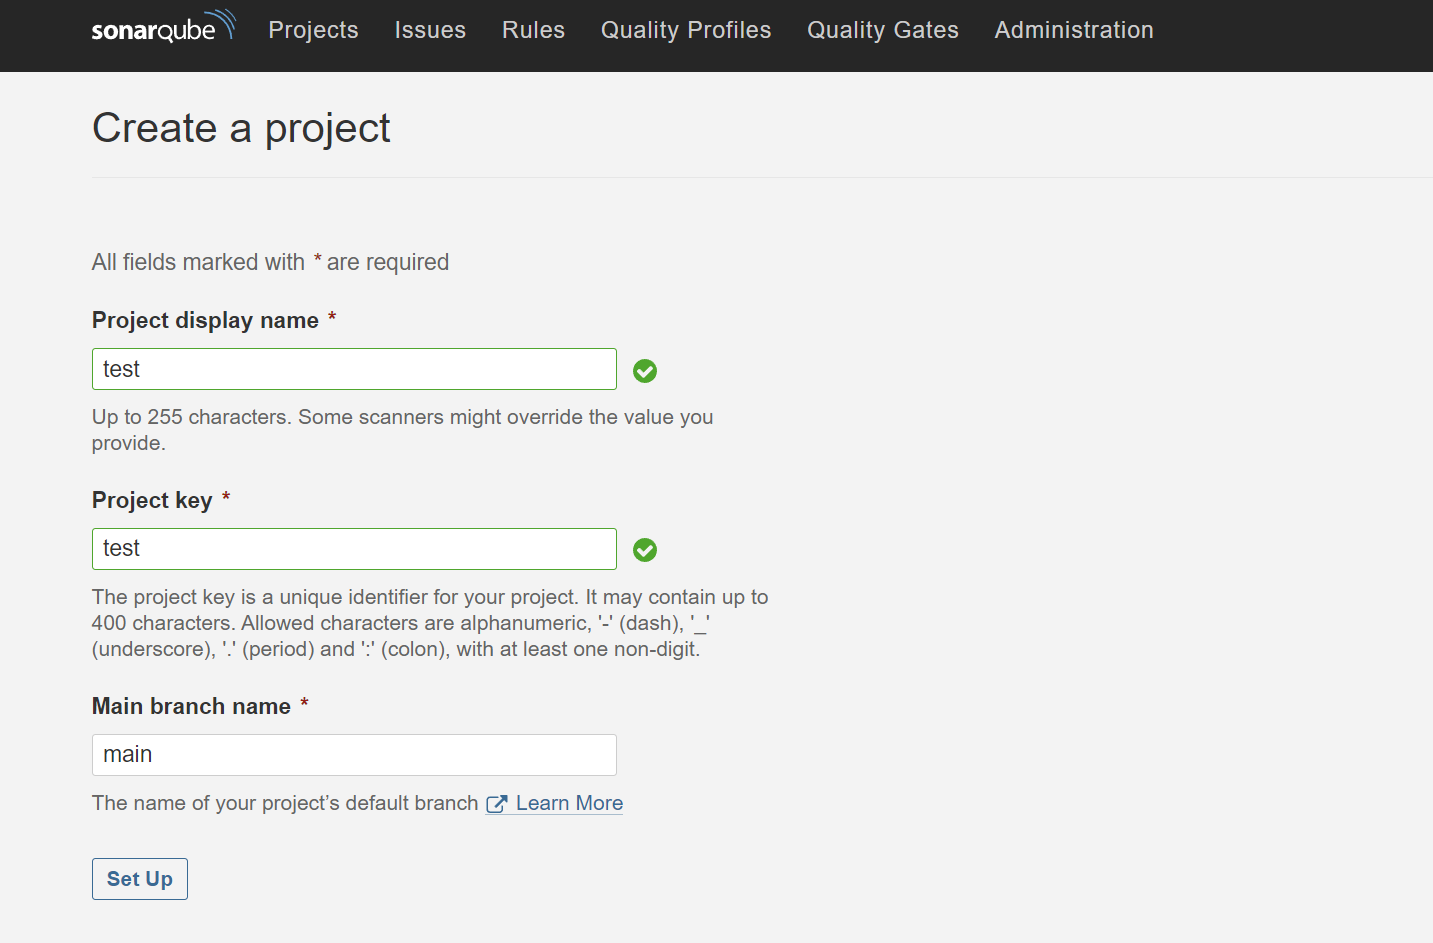 sonarqube Projects Issues Rules Quality Profiles Quality Gates Administration
Create a project
All fields marked with * are required
Project display name *
test
Up to 255 characters. Some scanners might override the value you
provide.
Project key *
test
The project key is a unique identifier for your project. It may contain up to
400 characters. Allowed characters are alphanumeric, '-' (dash), '_'
(underscore), '.' (period) and ':' (colon), with at least one non-digit.
Main branch name *
main
The name of your project’s default branch Learn More
Set Up